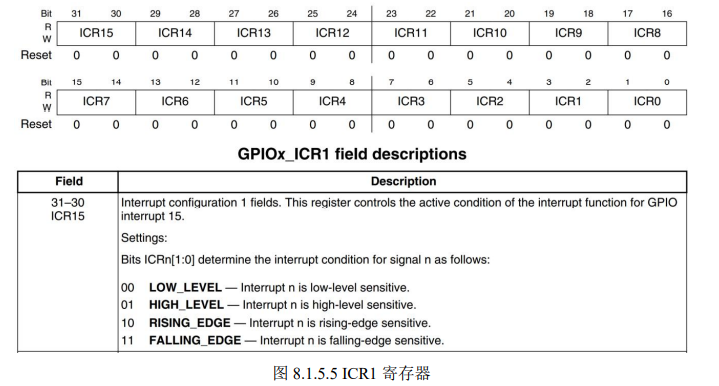 Bit 31 30 29 28 27 26 25 24 23 22 21 20 19 18 17 16
R
W ICR15 ICR14 ICR13 ICR12 ICR11 ICR10 ICR9 ICR8
Reset 0 0 0 0 0 0 0 0 0 0 0 0 0 0 0 0
Bit 15 14 13 12 11 10 9 8 7 6 5 4 3 2 1 0
R
W ICR7 ICR6 ICR5 ICR4 ICR3 ICR2 ICR1 ICR0
Reset 0 0 0 0 0 0 0 0 0 0 0 0 0 0 0 0
GPIOx_ICR1 field descriptions
Field Description
31–30 Interrupt configuration 1 fields. This register controls the active condition of the interrupt function for GPIO
ICR15 interrupt 15.
Settings:
Bits ICRn[1:0] determine the interrupt condition for signal n as follows:
00 LOW_LEVEL — Interrupt n is low-level sensitive.
01 HIGH_LEVEL — Interrupt n is high-level sensitive.
10 RISING_EDGE — Interrupt n is rising-edge sensitive.
11 FALLING_EDGE — Interrupt n is falling-edge sensitive.
图 8.1.5.5 ICR1 寄存器